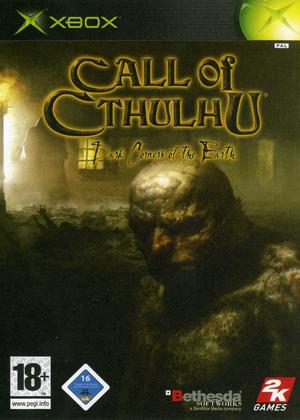 XBOX
PAL
CALL OF
CTHULHU®
Dark Corners of the Earth
18+
www.pegi.info
16
Bethesda
SOFTWORKS
a ZeniMax Media company
2K
GAMES